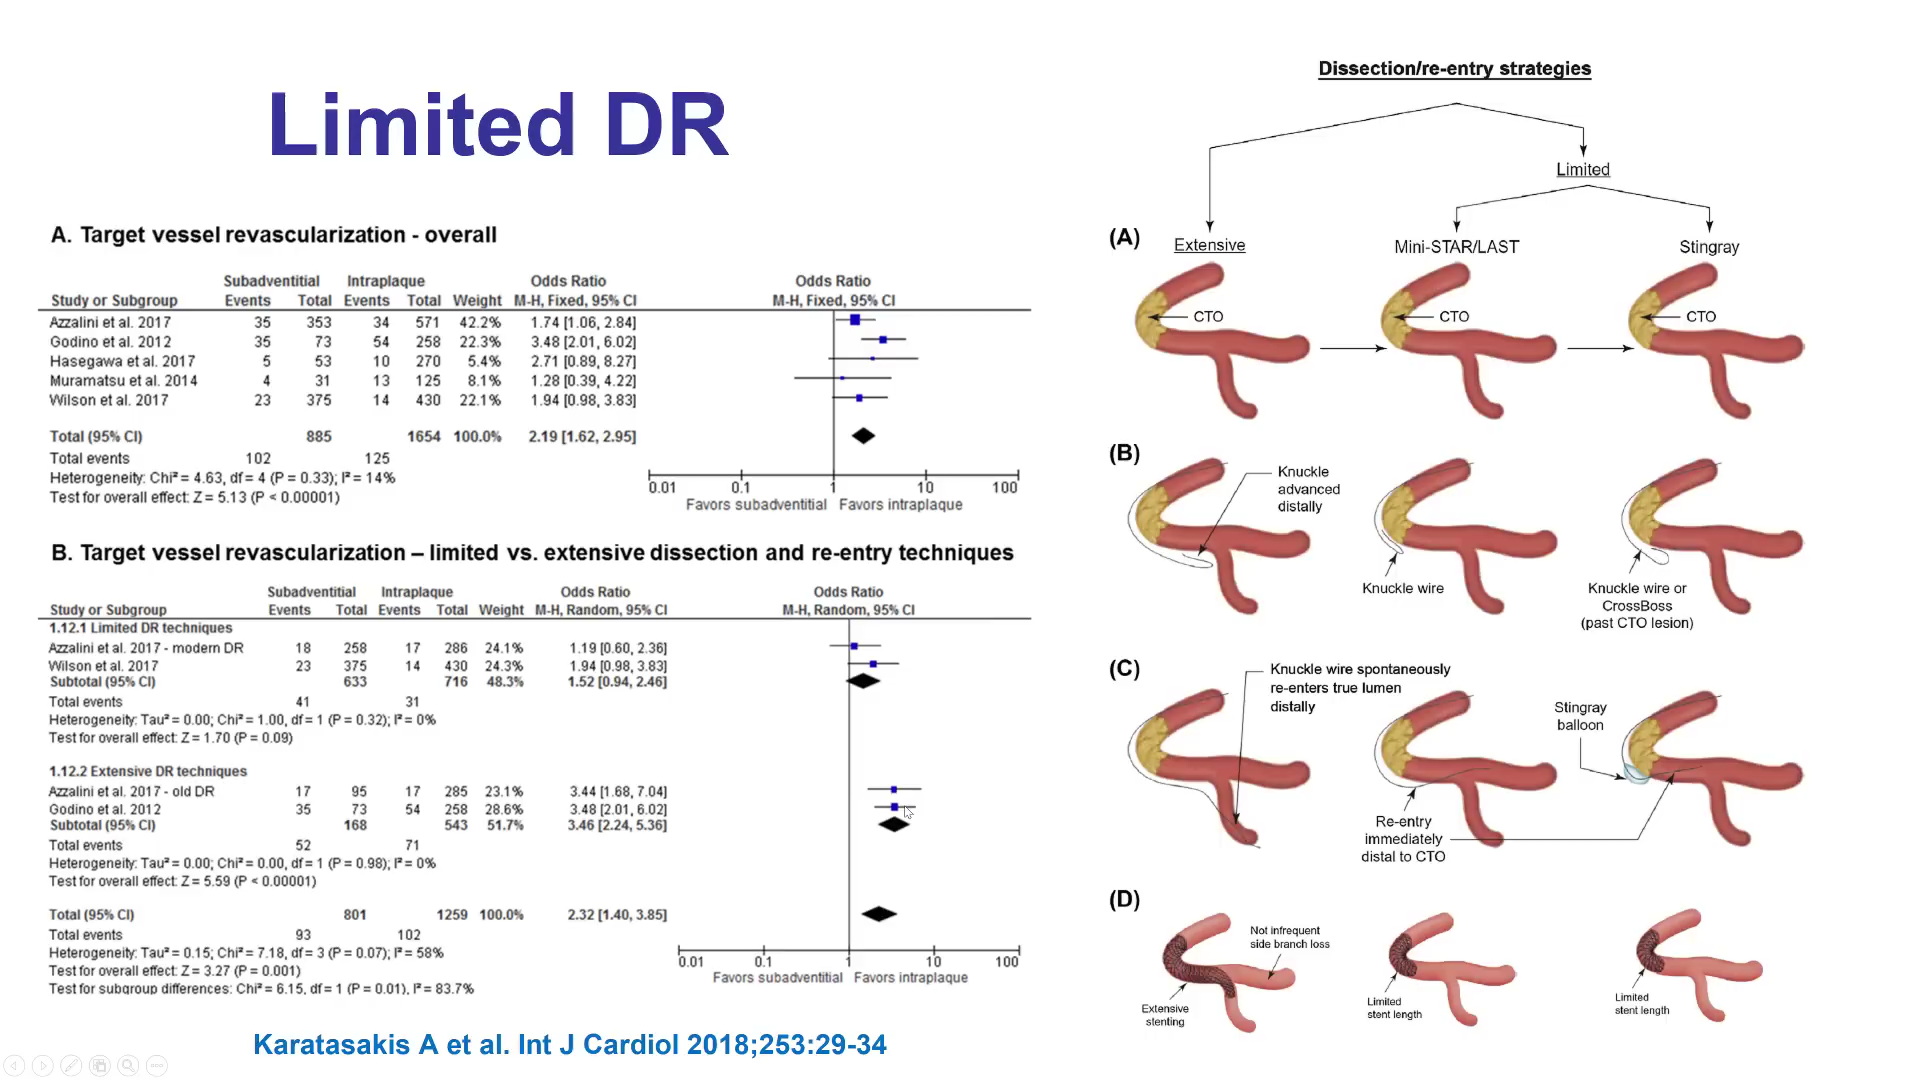 Limited DR
A. Target vessel revascularization - overall
Subadventitial Intraplaque Odds Ratio Odds Ratio
Study or Subgroup Events Total Events Total Weight M-H, Fixed, 95% CI M-H, Fixed, 95% CI
Azzalini et al. 2017 35 353 34 571 42.2% 1.74 [1.06, 2.84]
Godino et al. 2012 35 73 54 258 22.3% 3.48 [2.01, 6.02]
Hasegawa et al. 2017 5 53 10 270 5.4% 2.71 [0.89, 8.27]
Muramatsu et al. 2014 4 31 13 125 8.1% 1.28 [0.39, 4.22]
Wilson et al. 2017 23 375 14 430 22.1% 1.94 [0.98, 3.83]
Total (95% CI) 885 1654 100.0% 2.19 [1.62, 2.95]
Total events 102 125
Heterogeneity: Chi² = 4.63, df = 4 (P = 0.33); I² = 14%
Test for overall effect: Z = 5.13 (P < 0.00001)
0.01 0.1 1 10 100
Favors subadventitial Favors intraplaque
B. Target vessel revascularization – limited vs. extensive dissection and re-entry techniques
Subadventitial Intraplaque Odds Ratio Odds Ratio
Study or Subgroup Events Total Events Total Weight M-H, Random, 95% CI M-H, Random, 95% CI
1.12.1 Limited DR techniques
Azzalini et al. 2017 - modern DR 18 258 17 286 24.1% 1.19 [0.60, 2.36]
Wilson et al. 2017 23 375 14 430 24.3% 1.94 [0.98, 3.83]
Subtotal (95% CI) 633 716 48.3% 1.52 [0.94, 2.46]
Total events 41 31
Heterogeneity: Tau² = 0.00; Chi² = 1.00, df = 1 (P = 0.32); I² = 0%
Test for overall effect: Z = 1.70 (P = 0.09)
1.12.2 Extensive DR techniques
Azzalini et al. 2017 - old DR 17 95 17 285 23.1% 3.44 [1.68, 7.04]
Godino et al. 2012 35 73 54 258 28.6% 3.48 [2.01, 6.02]
Subtotal (95% CI) 168 543 51.7% 3.46 [2.24, 5.36]
Total events 52 71
Heterogeneity: Tau² = 0.00; Chi² = 0.00, df = 1 (P = 0.98); I² = 0%
Test for overall effect: Z = 5.59 (P < 0.00001)
Total (95% CI) 801 1259 100.0% 2.32 [1.40, 3.85]
Total events 93 102
Heterogeneity: Tau² = 0.15; Chi² = 7.18, df = 3 (P = 0.07); I² = 58%
Test for overall effect: Z = 3.27 (P = 0.001)
Test for subgroup differences: Chi² = 6.15, df = 1 (P = 0.01), I² = 83.7%
0.01 0.1 1 10 100
Favors subadventitial Favors intraplaque
Karatasakis A et al. Int J Cardiol 2018;253:29-34
Dissection/re-entry strategies
Limited
(A) Extensive Mini-STAR/LAST Stingray
CTO CTO CTO
(B)
Knuckle
advanced
distally
Knuckle wire
Knuckle wire or
CrossBoss
(past CTO lesion)
(C)
Knuckle wire spontaneously
re-enters true lumen
distally
Stingray
balloon
Re-entry
immediately
distal to CTO
(D)
Not infrequent
side branch loss
Extensive
stenting
Limited
stent length
Limited
stent length